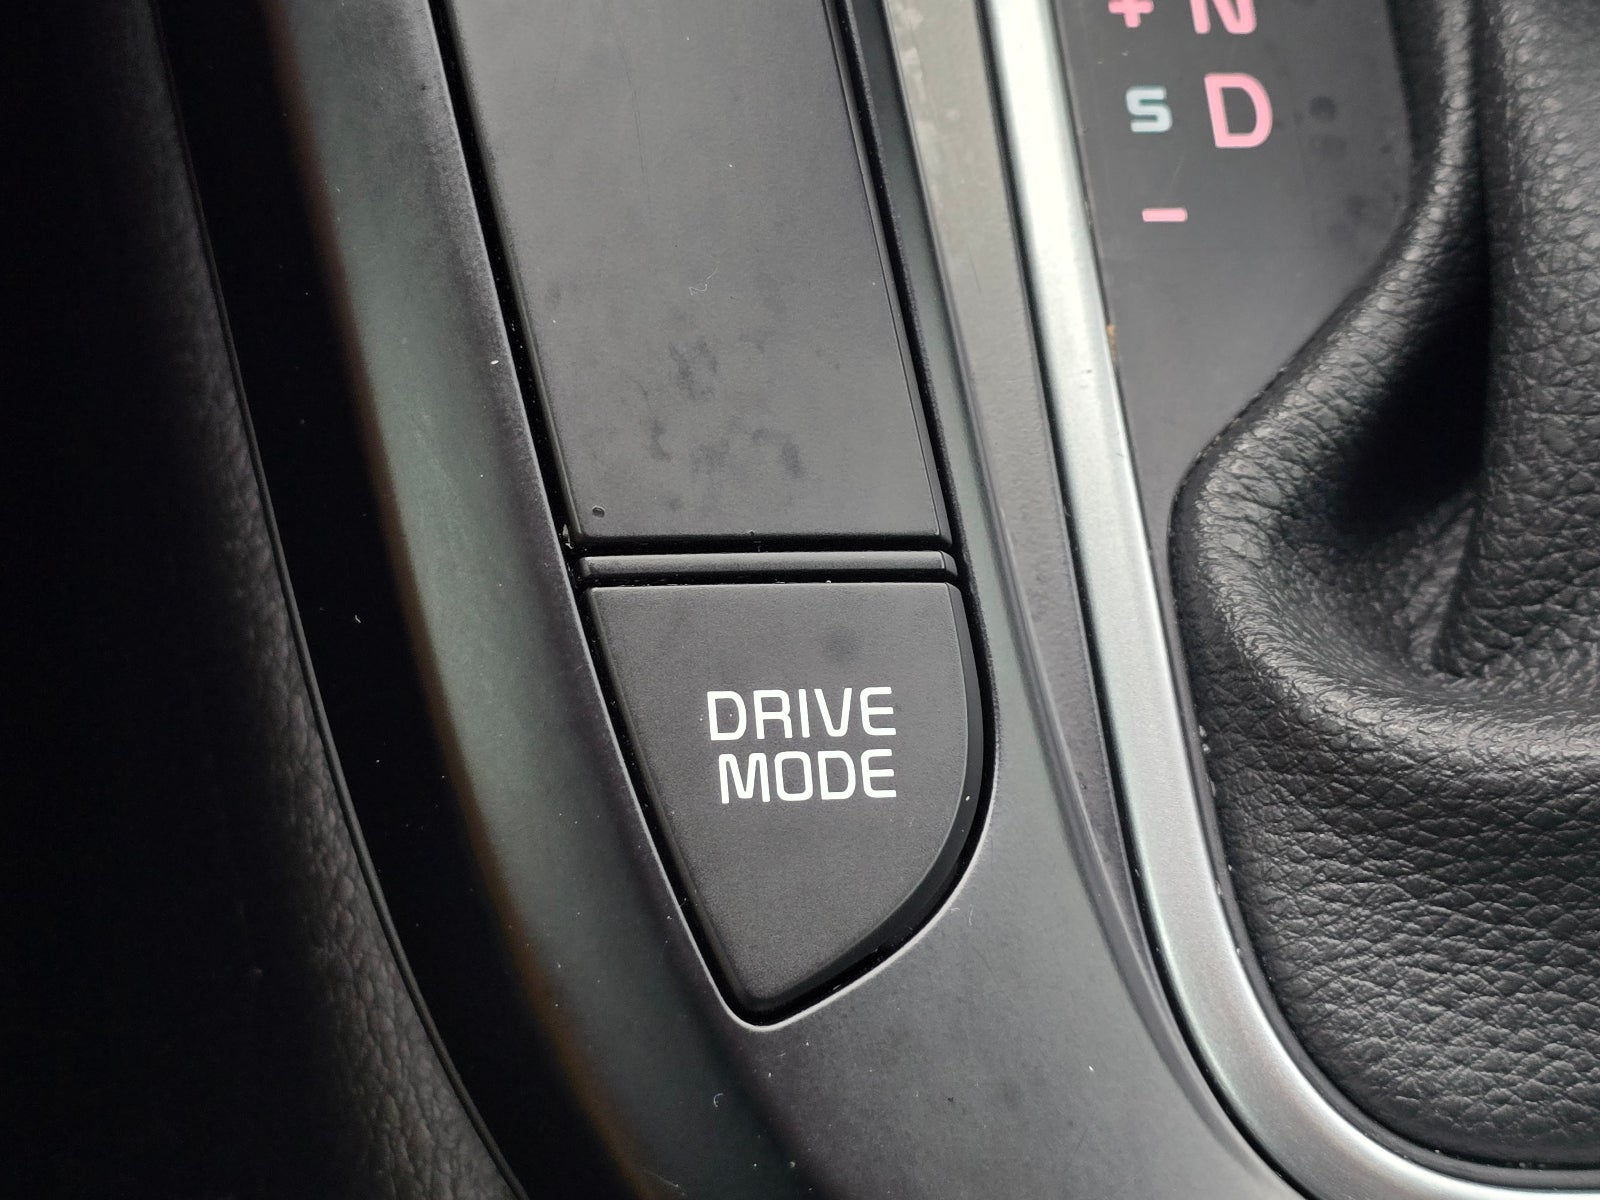 + N
S D
-
DRIVE
MODE